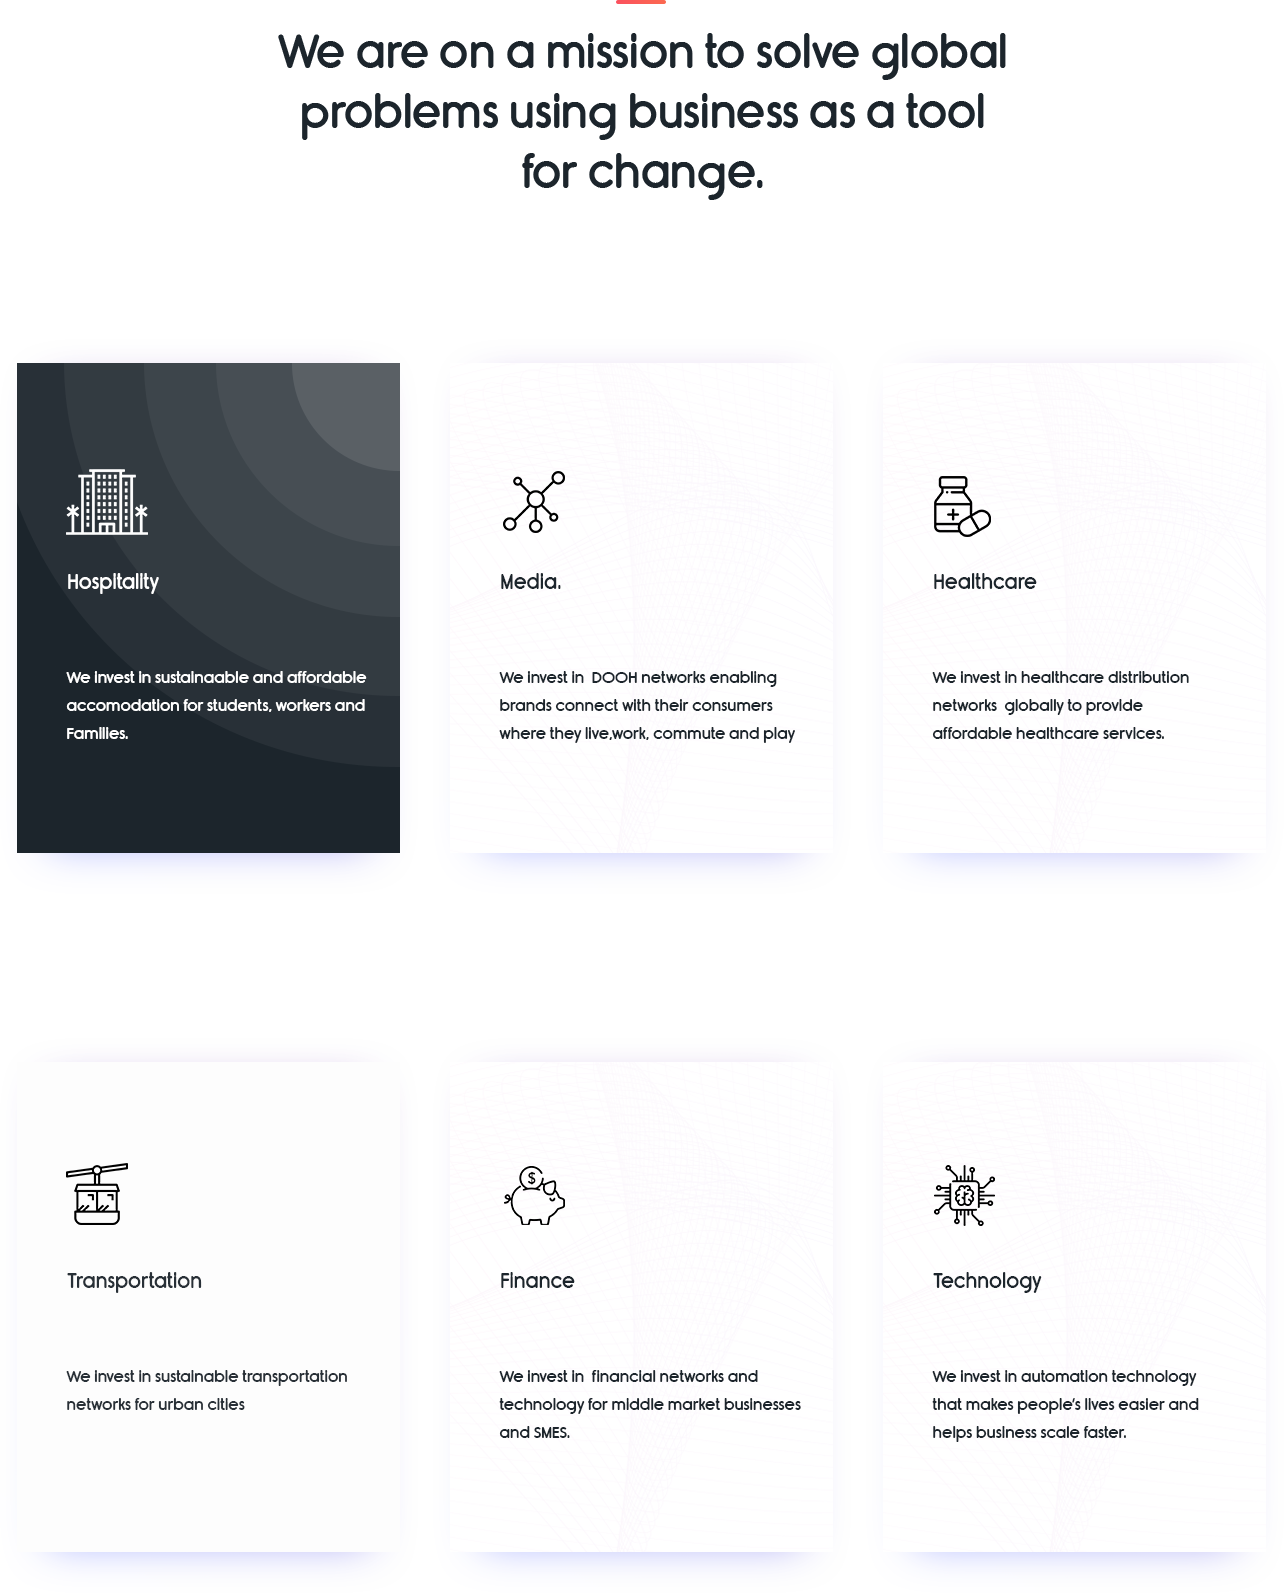 We are on a mission to solve global
problems using business as a tool
for change.
Hospitality
We invest in sustainaable and affordable
accomodation for students, workers and
Families.
Media.
We invest in  DOOH networks enabling
brands connect with their consumers
where they live,work, commute and play
Healthcare
We invest in healthcare distribution
networks  globally to provide
affordable healthcare services.
Transportation
We invest in sustainable transportation
networks for urban cities
$
Finance
We invest in  financial networks and
technology for middle market businesses
and SMES.
Technology
We invest in automation technology
that makes people's lives easier and
helps business scale faster.